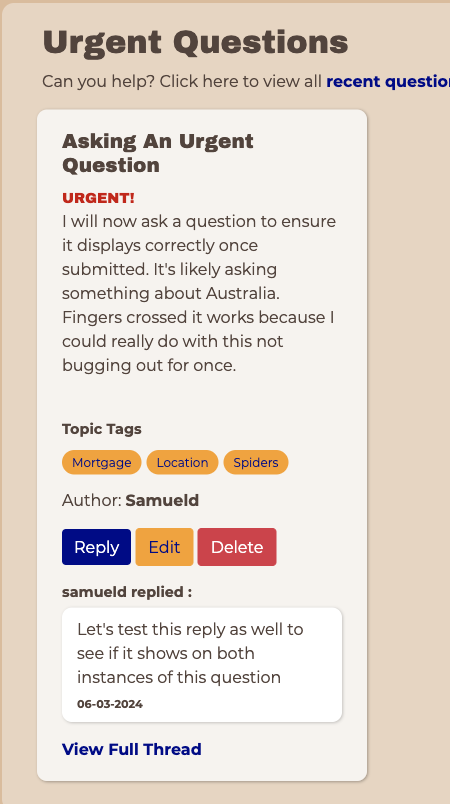 Urgent Questions
Can you help? Click here to view all recent
Asking An Urgent
Question
URGENT!
I will now ask a question to ensure
it displays correctly once
submitted. It's likely asking
something about Australia.
Fingers crossed it works because I
could really do with this not
bugging out for once.
Topic Tags
Mortgage Location Spiders
Author: Samueld
Reply Edit Delete
samueld replied :
Let's test this reply as well to
see if it shows on both
instances of this question
06-03-2024
View Full Thread